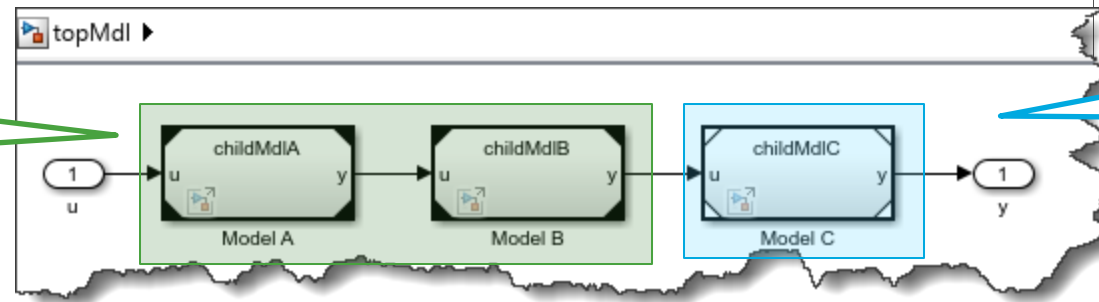 topMdl
childMdlA
childMdlB
childMdlC
1
u
y
u
y
u
y
1
u
Model A
Model B
Model C
y